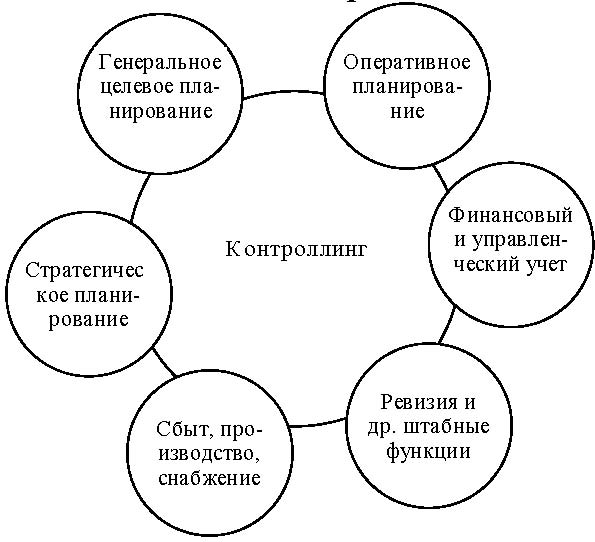 Генеральное
целевое пла-
нирование
Оперативное
планирова-
ние
Финансовый
и управлен-
ческий учет
Контроллинг
Стратегичес
кое плани-
рование
Ревизия и
др. штабные
функции
Сбыт, про-
изводство,
снабжение